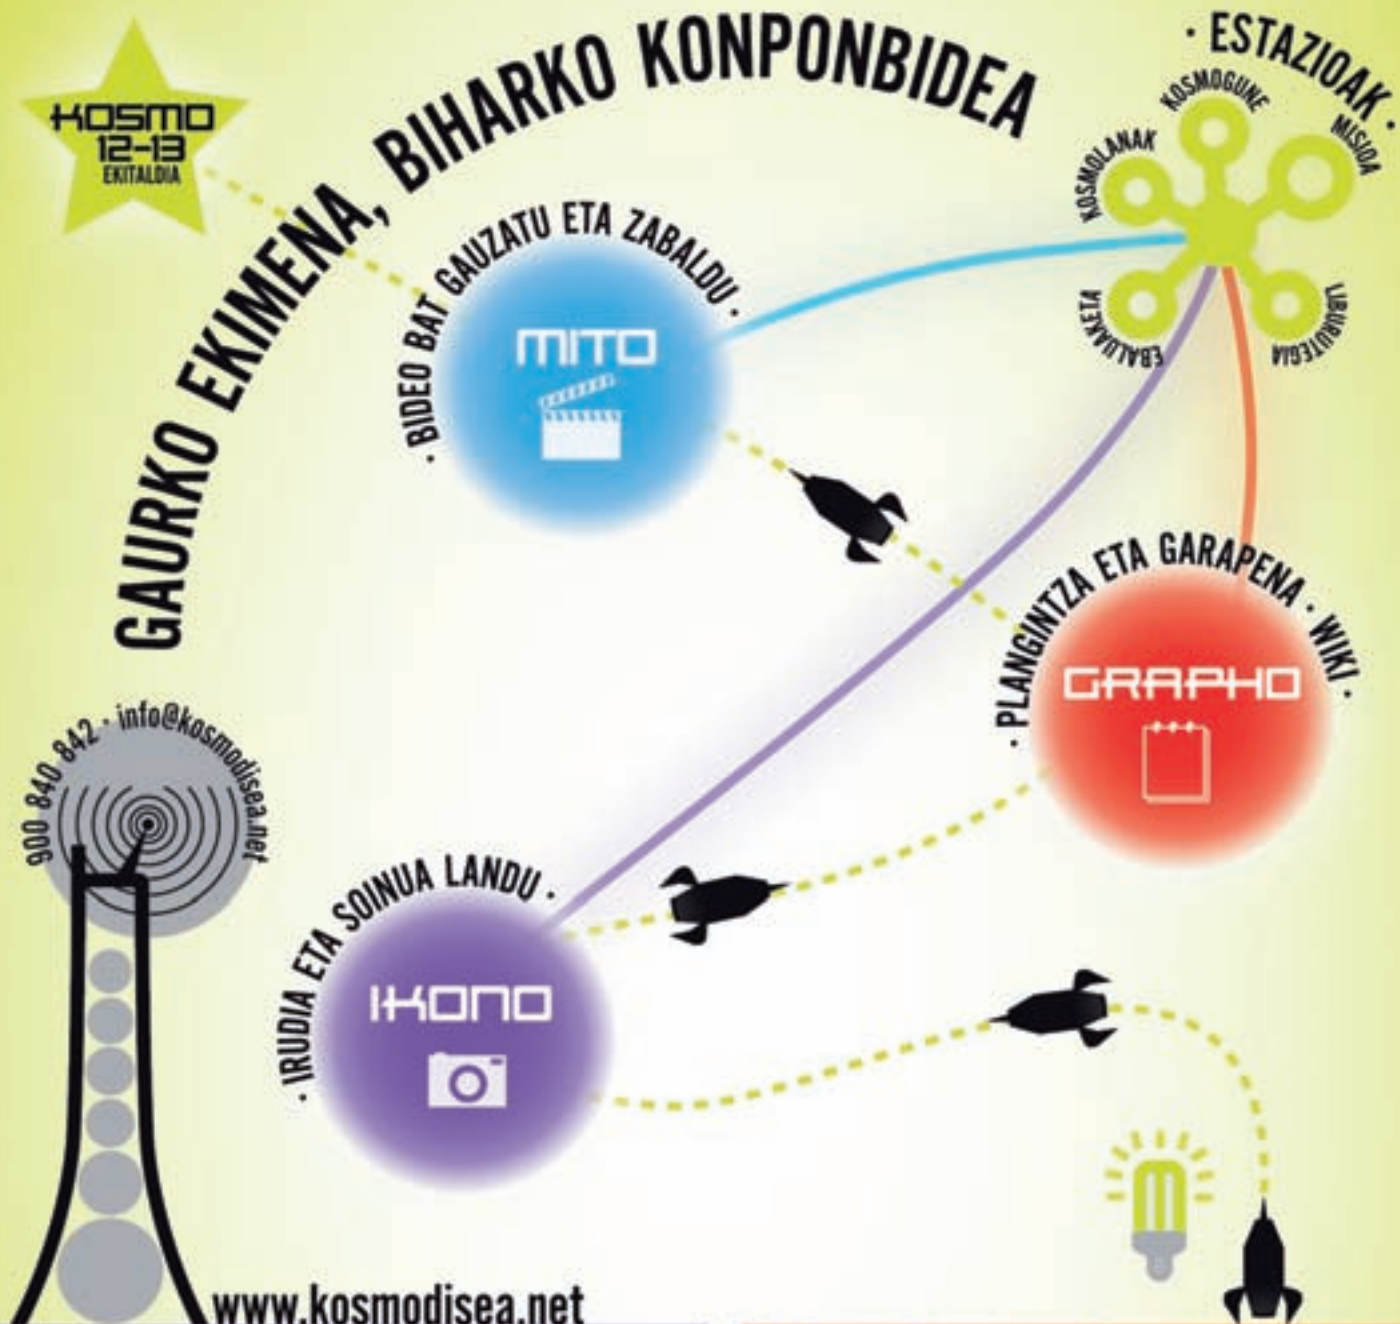 KOSMO
12-13
EKITALDIA
GAURKO EKIMENA, BIHARKO KONPONBIDEA
· ESTAZIOAK ·
KOSMOLANAK
KOSMOGUNE
MISIOA
EBALUAKETA
LIBURUTEGIA
· BIDEO BAT GAUZATU ETA ZABALDU ·
MITO
· PLANGINTZA ETA GARAPENA · WIKI ·
GRAPHO
900 840 842 · info@kosmodisea.net
· IRUDIA ETA SOINUA LANDU ·
IKONO
www.kosmodisea.net